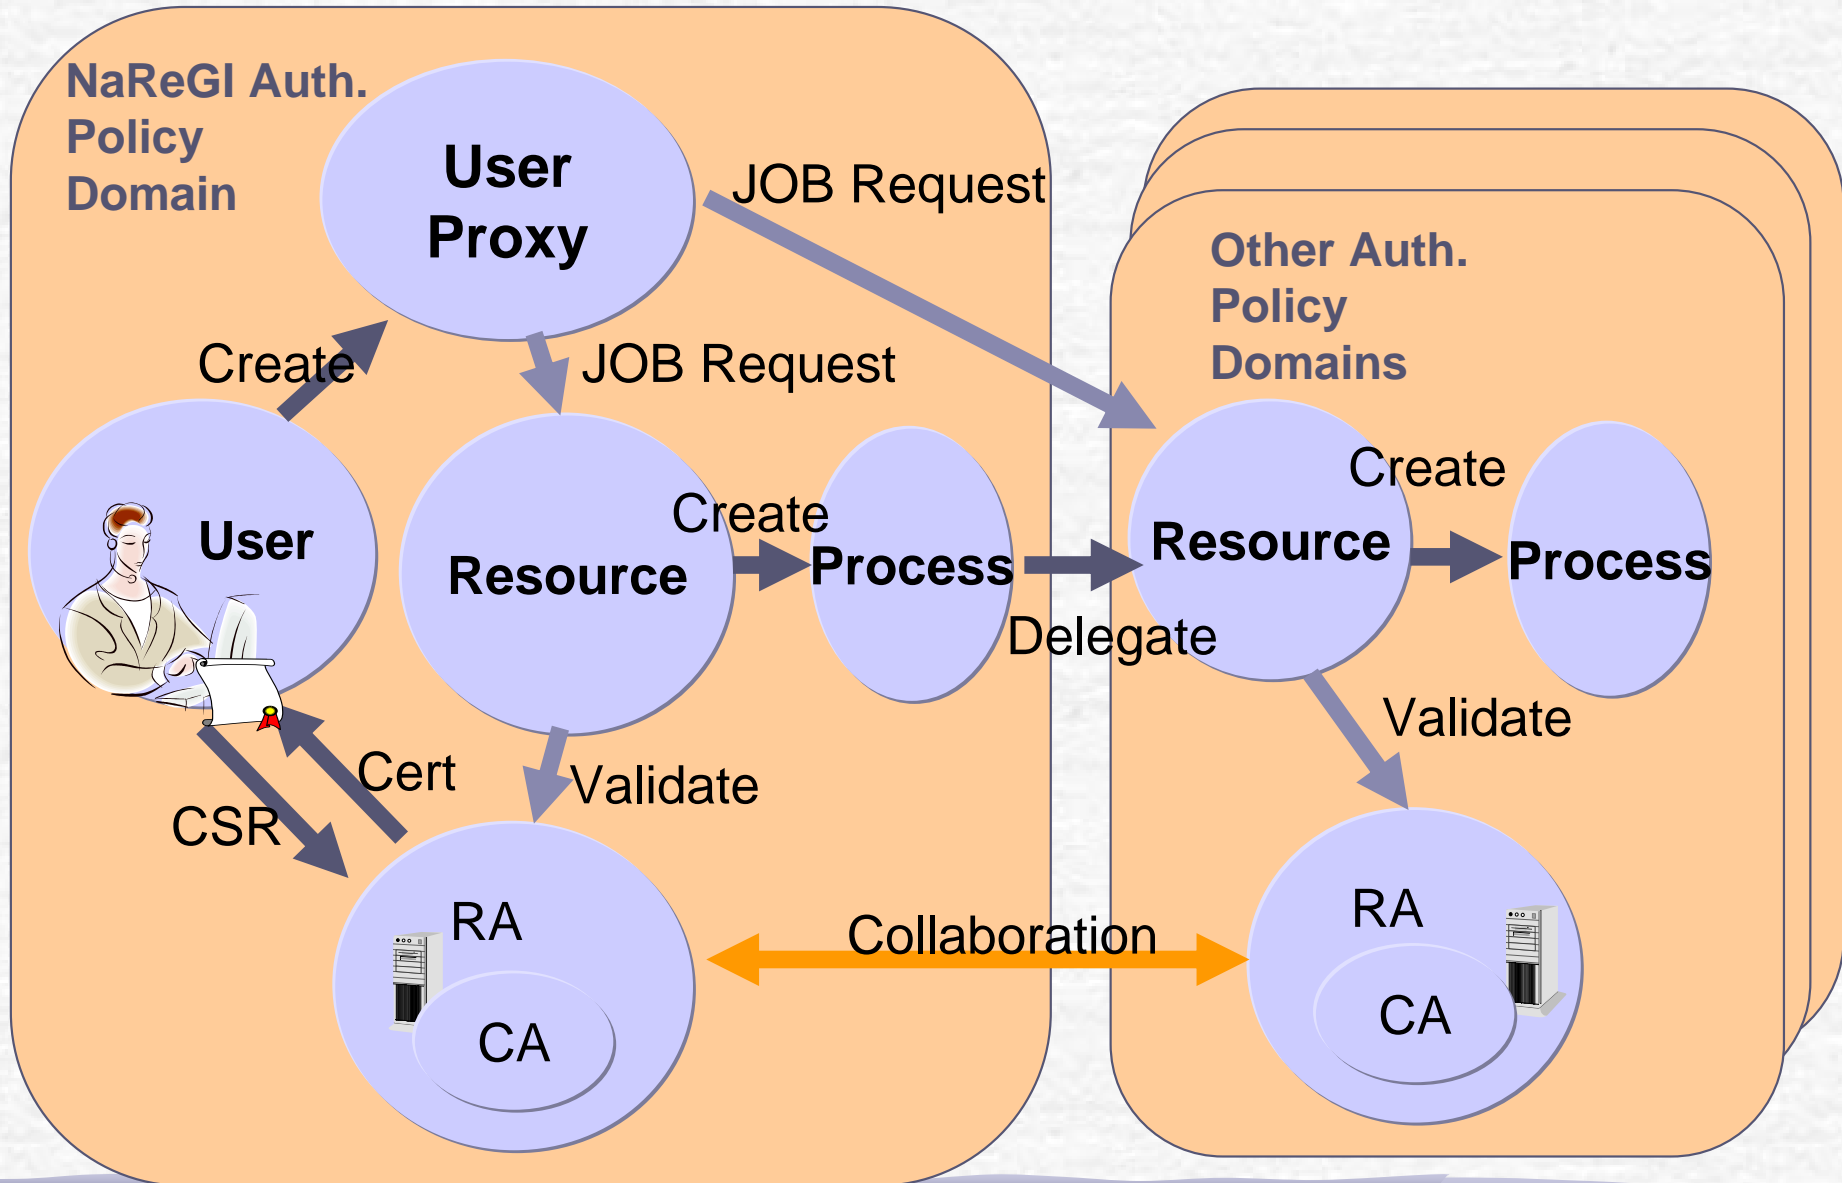 NaReGI Auth.
Policy
Domain
User
Proxy
JOB Request
Other Auth.
Policy
Domains
Create
JOB Request
Create
Create
User
Resource
Process
Resource
Process
Delegate
Validate
Cert
Validate
CSR
RA
CA
Collaboration
RA
CA